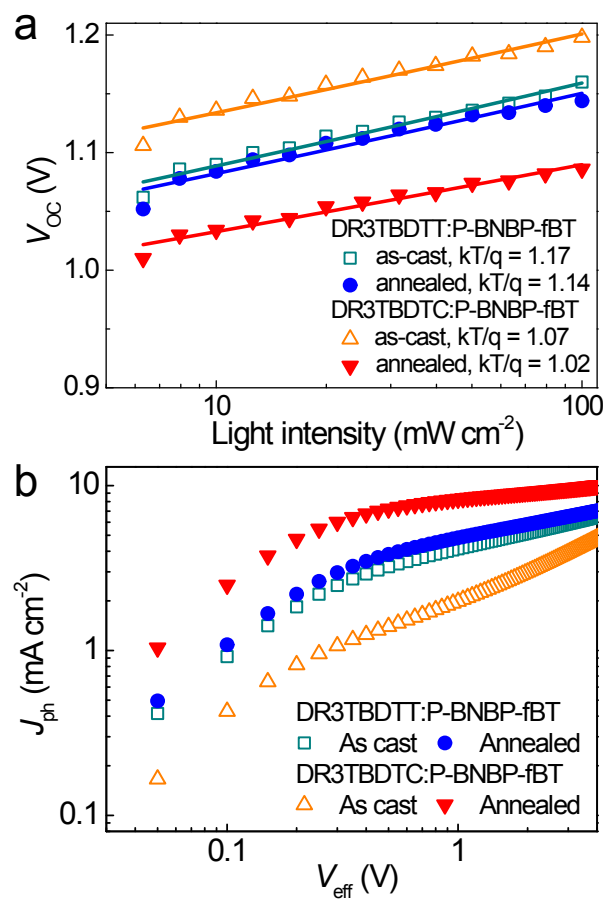 a
1.2
1.1
1.0
0.9
V_OC (V)
DR3TBDTT:P-BNBP-fBT
as-cast, kT/q = 1.17
annealed, kT/q = 1.14
DR3TBDTC:P-BNBP-fBT
as-cast, kT/q = 1.07
annealed, kT/q = 1.02
10
100
Light intensity (mW cm⁻²)
b
10
1
0.1
J_ph (mA cm⁻²)
DR3TBDTT:P-BNBP-fBT
As cast Annealed
DR3TBDTC:P-BNBP-fBT
As cast Annealed
0.1
1
V_eff (V)